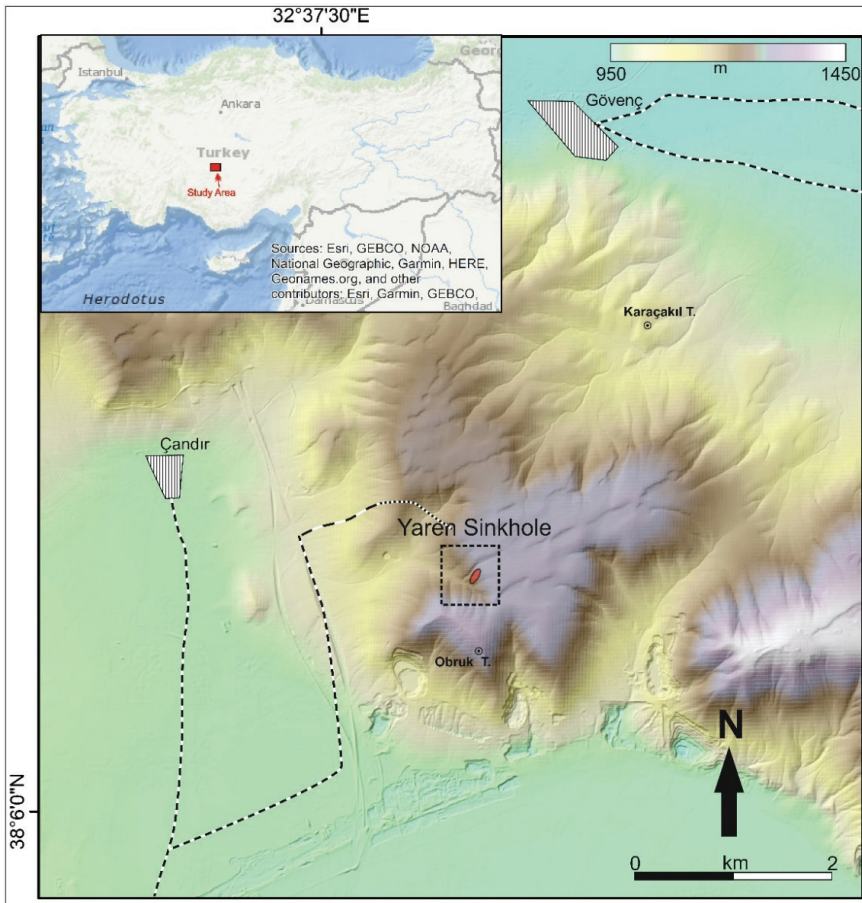 32°37'30"E
Istanbul
Ankara
Turkey
Study Area
Herodotus
Sources: Esri, GEBCO, NOAA,
National Geographic, Garmin, HERE,
Geonames.org, and other
contributors: Esri, Garmin, GEBCO,
Damascus
Baghdad
Geor
950
m
1450
Gövenç
Karaçakıl T.
Çandır
Yaren Sinkhole
Obruk T.
38°6'0"N
N
0
km
2